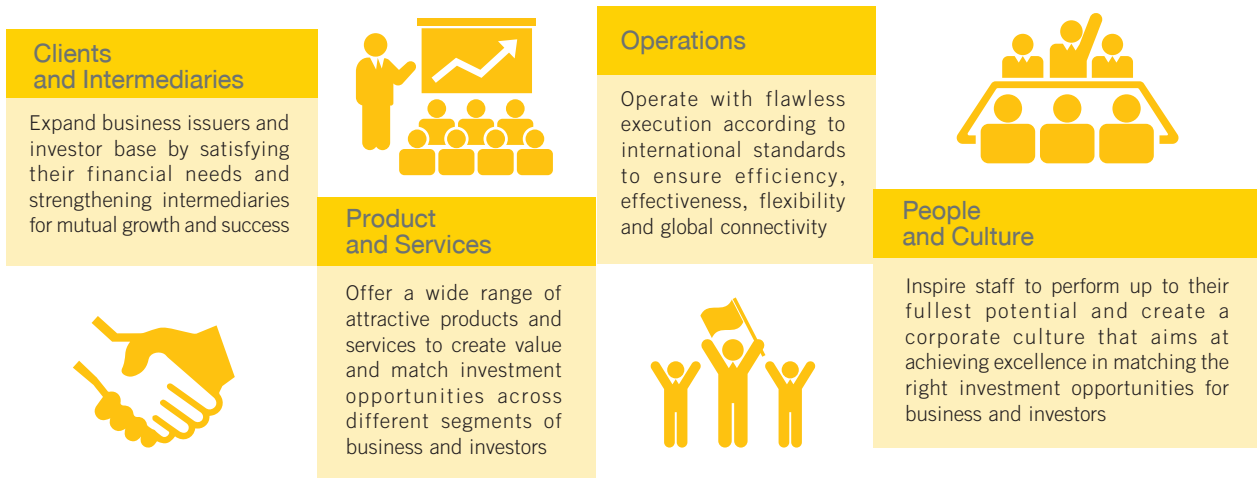 Clients
and Intermediaries
Expand business issuers and
investor base by satisfying
their financial needs and
strengthening intermediaries
for mutual growth and success
Product
and Services
Offer a wide range of
attractive products and
services to create value
and match investment
opportunities across
different segments of
business and investors
Operations
Operate with flawless
execution according to
international standards
to ensure efficiency,
effectiveness, flexibility
and global connectivity
People
and Culture
Inspire staff to perform up to their
fullest potential and create a
corporate culture that aims at
achieving excellence in matching the
right investment opportunities for
business and investors